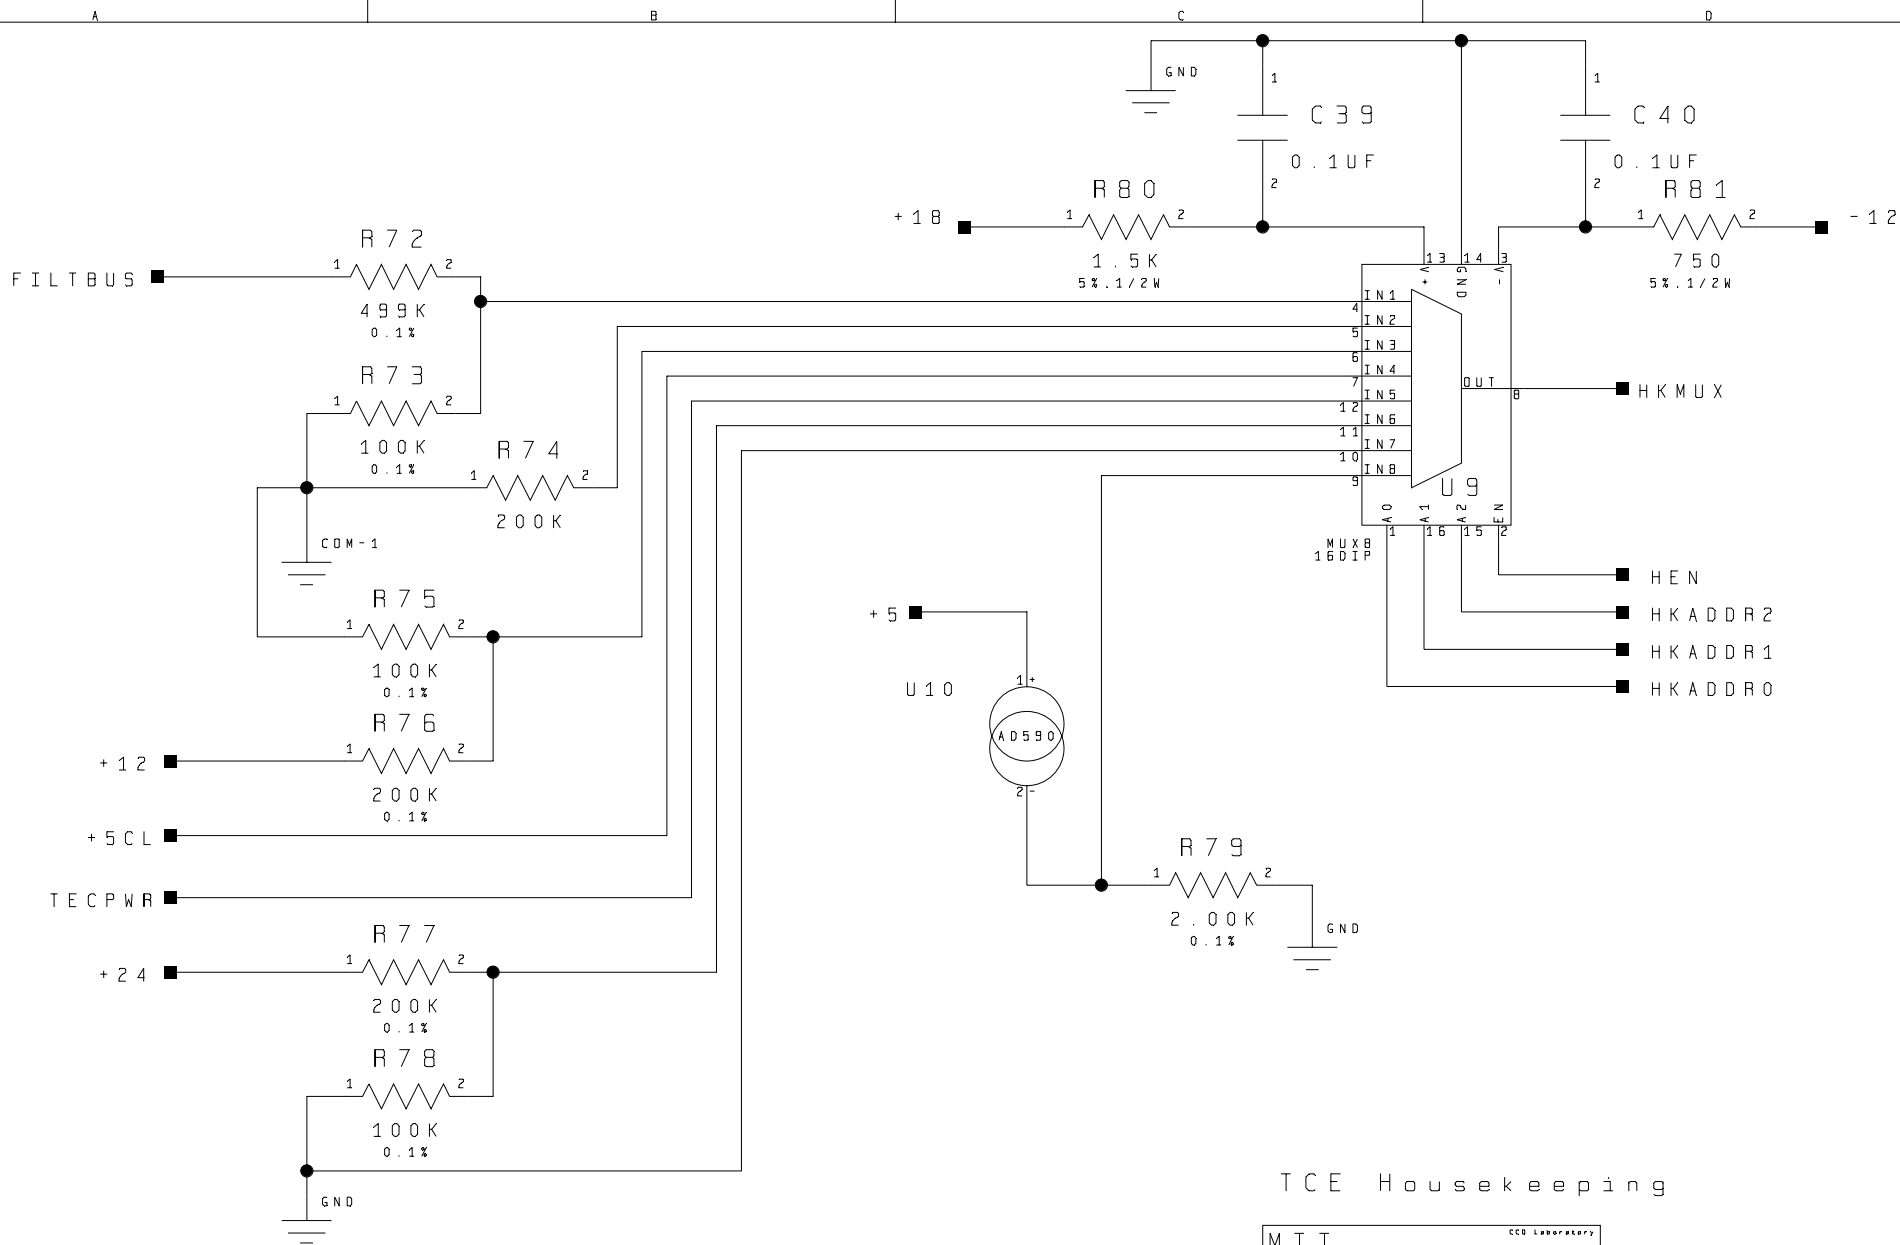 A B C D
GND
1
C39
0.1UF
2
1
C40
0.1UF
2
+18
1 R80 2
1.5K
5%.1/2W
1 R81 2
750
5%.1/2W
-12
FILTBUS
1 R72 2
499K
0.1%
1 R73 2
100K
0.1%
1 R74 2
200K
COM-1
1 R75 2
100K
0.1%
+12
1 R76 2
200K
0.1%
+5CL
TECPWR
+24
1 R77 2
200K
0.1%
1 R78 2
100K
0.1%
GND
13 14 3
V+ GND V-
4 IN1
5 IN2
6 IN3
7 IN4
12 IN5
11 IN6
10 IN7
9 IN8
OUT 8
HKMUX
U9
A0 A1 A2 EN
1 16 15 2
MUX8
16DIP
HEN
HKADDR2
HKADDR1
HKADDR0
+5
U10
1+
AD590
2-
1 R79 2
2.00K
0.1%
GND
TCE Housekeeping
MIT
CCD Laboratory